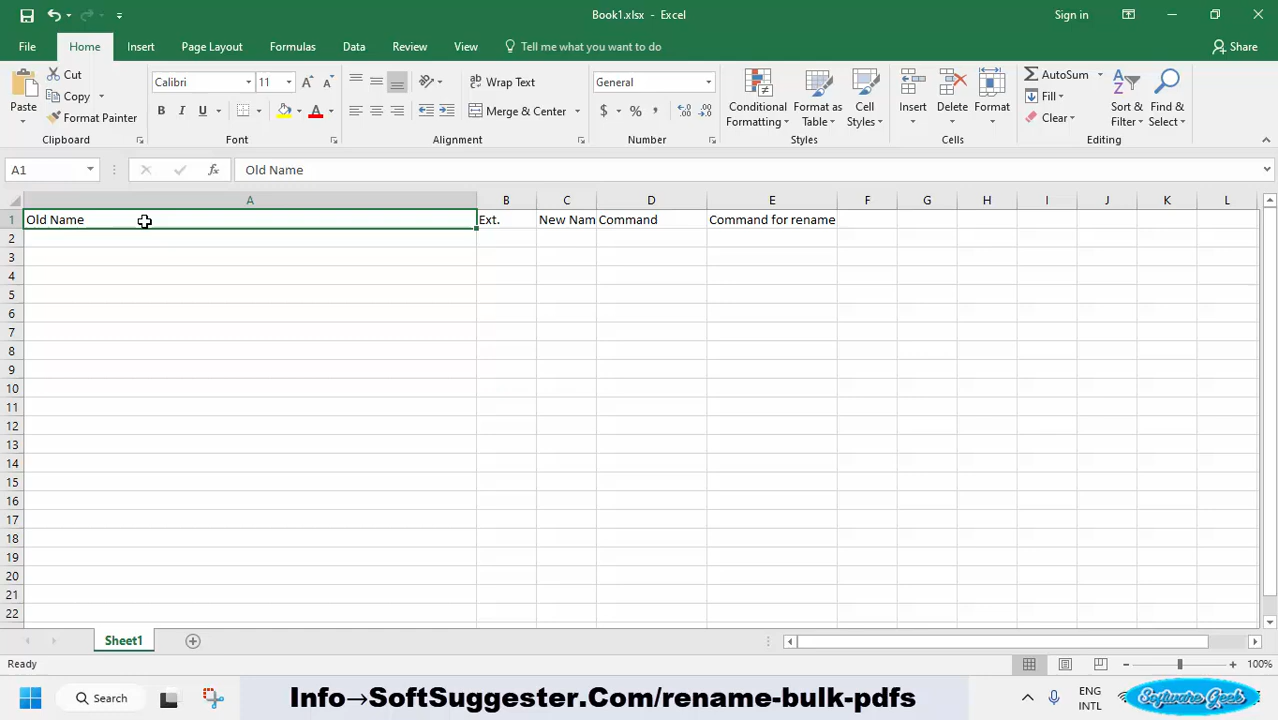 Book1.xlsx - Excel
Sign in
File Home Insert Page Layout Formulas Data Review View Tell me what you want to do Share
Paste
Cut
Copy
Format Painter
Clipboard
Calibri 11
B I U
Font
Wrap Text
Merge & Center
Alignment
General
$ % ,
Number
Conditional Formatting
Format as Table
Cell Styles
Styles
Insert
Delete
Format
Cells
AutoSum
Fill
Clear
Sort & Filter
Find & Select
Editing
A1 fx Old Name
A B C D E F G H I J K L
1 Old Name Ext. New Nam Command Command for rename
2
3
4
5
6
7
8
9
10
11
12
13
14
15
16
17
18
19
20
21
22
Sheet1
Ready
100%
Search
Info→SoftSuggester.Com/rename-bulk-pdfs
ENG
INTL
Software Geek